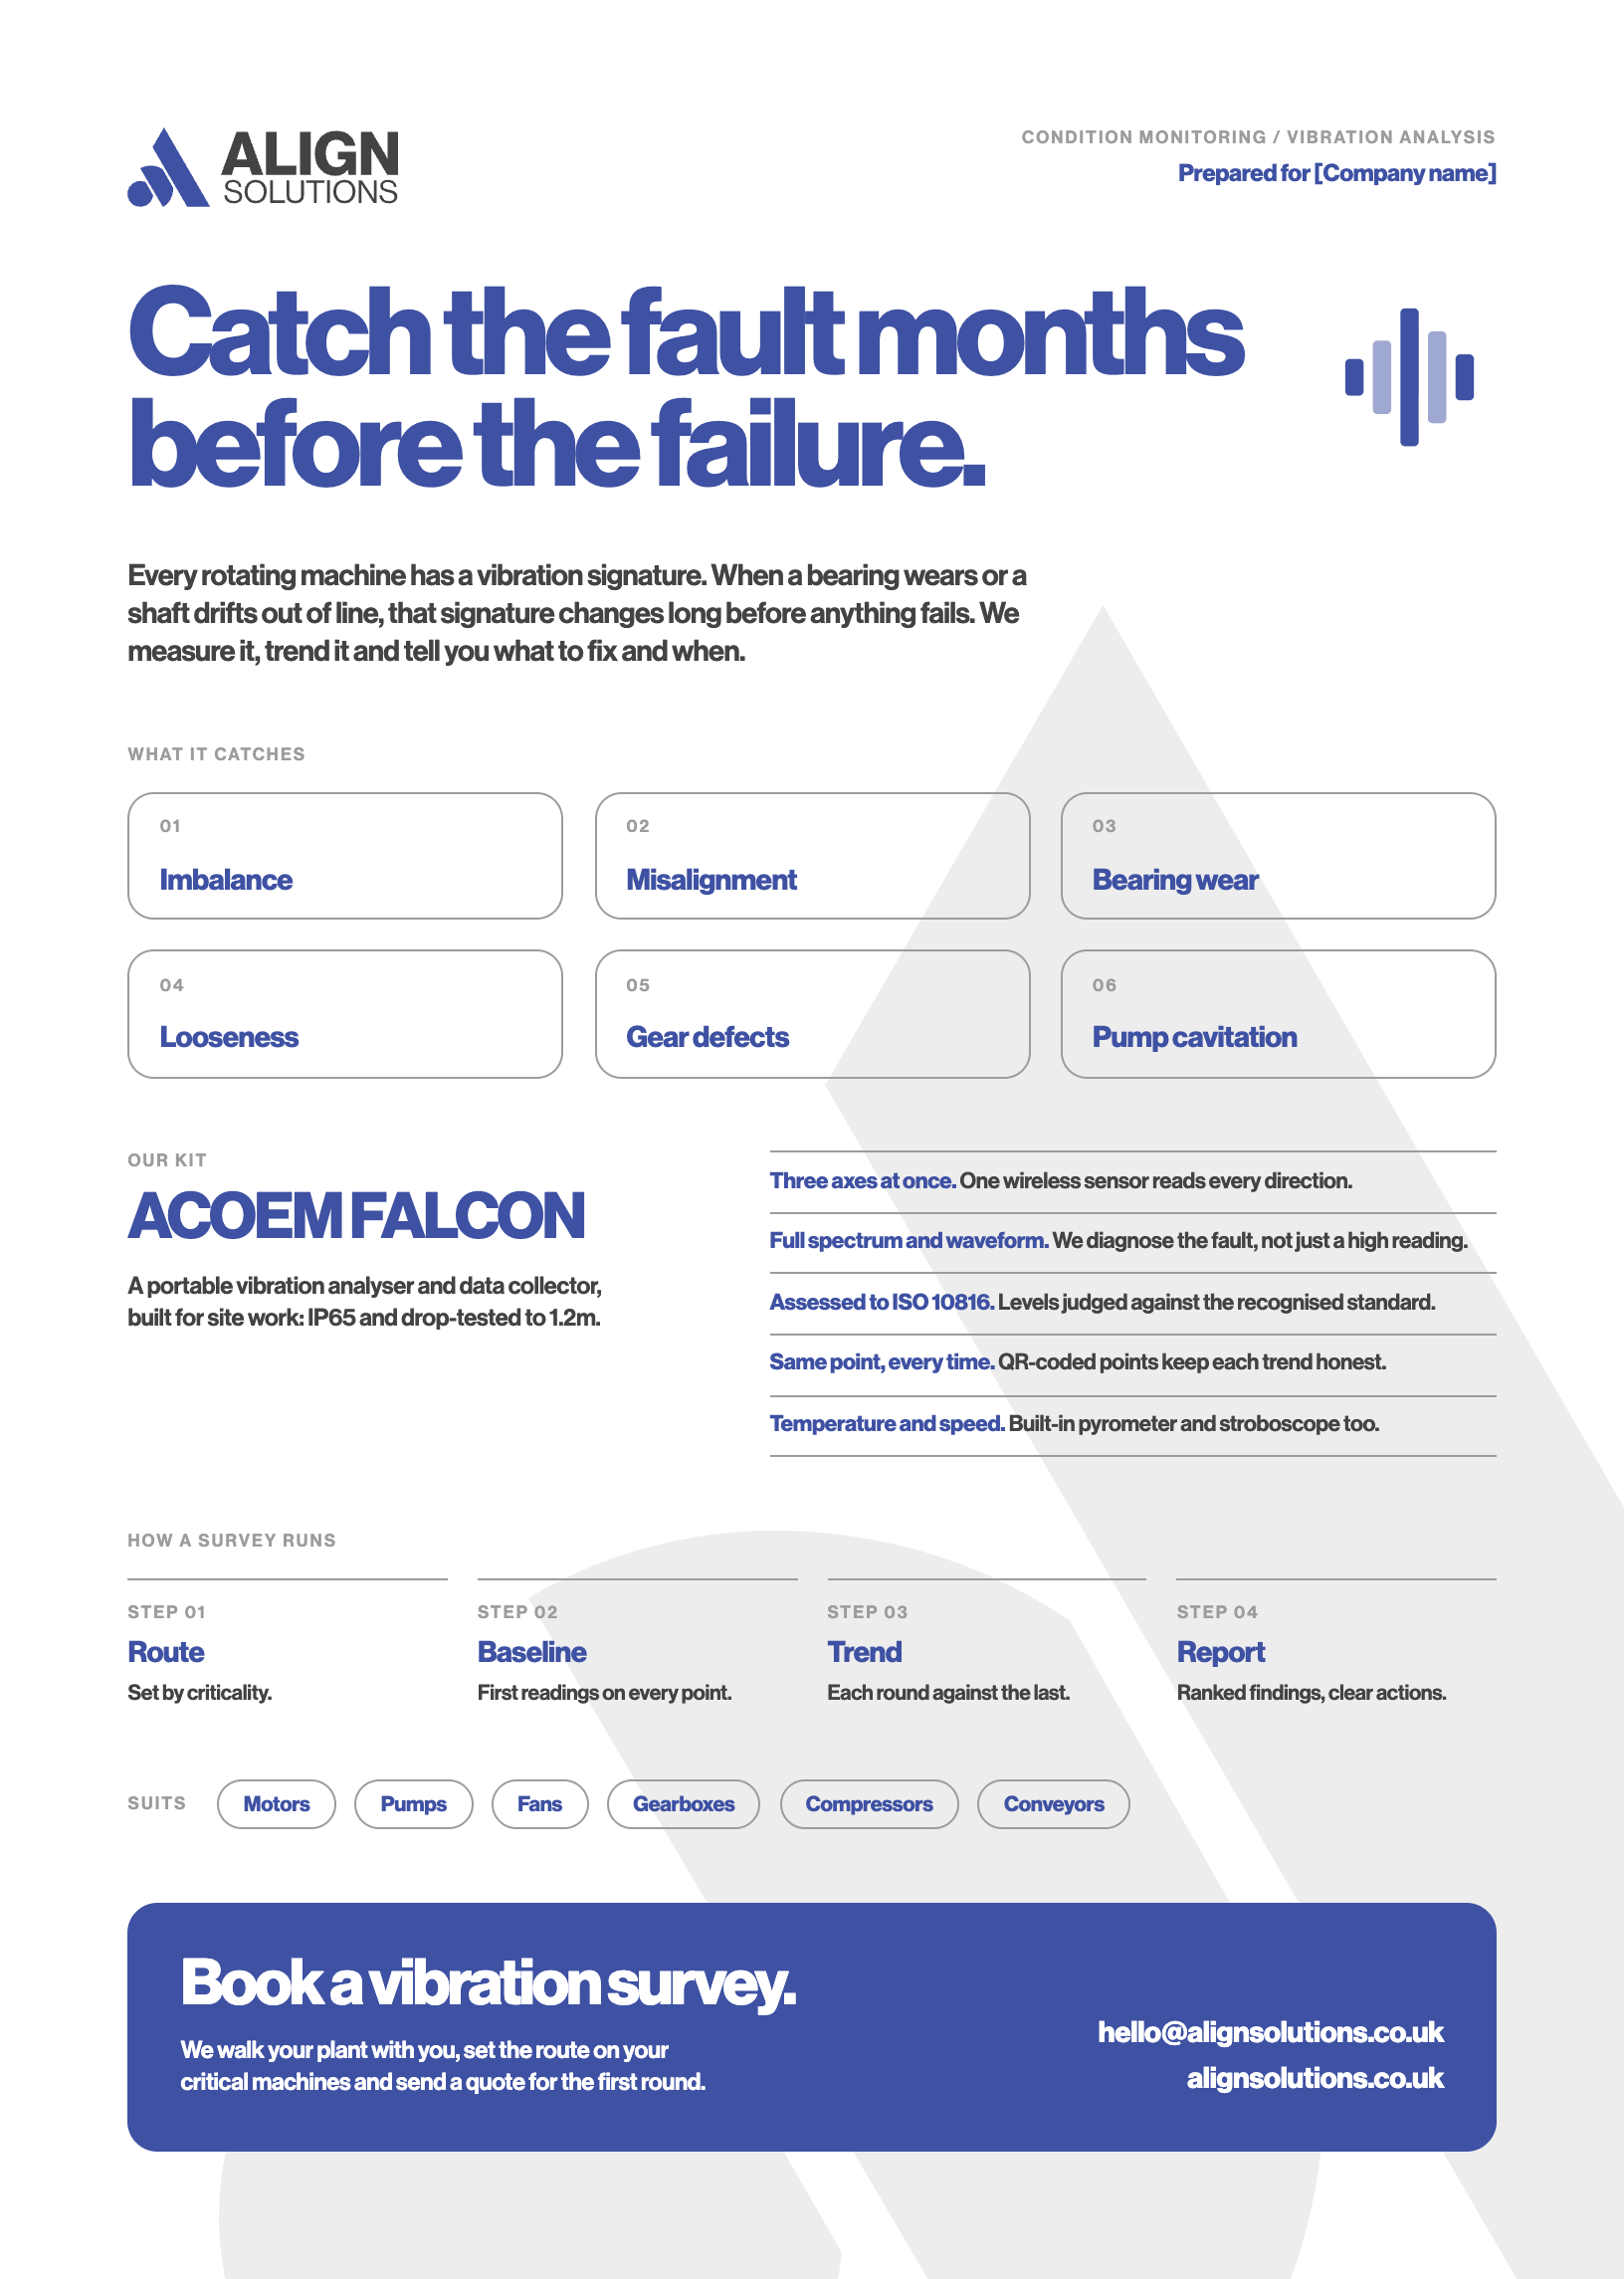 ALIGN
SOLUTIONS
CONDITION MONITORING / VIBRATION ANALYSIS
Prepared for [Company name]
Catch the fault months
before the failure.
Every rotating machine has a vibration signature. When a bearing wears or a
shaft drifts out of line, that signature changes long before anything fails. We
measure it, trend it and tell you what to fix and when.
WHAT IT CATCHES
01
Imbalance
02
Misalignment
03
Bearing wear
04
Looseness
05
Gear defects
06
Pump cavitation
OUR KIT
ACOEM FALCON
A portable vibration analyser and data collector,
built for site work: IP65 and drop-tested to 1.2m.
Three axes at once. One wireless sensor reads every direction.
Full spectrum and waveform. We diagnose the fault, not just a high reading.
Assessed to ISO 10816. Levels judged against the recognised standard.
Same point, every time. QR-coded points keep each trend honest.
Temperature and speed. Built-in pyrometer and stroboscope too.
HOW A SURVEY RUNS
STEP 01
Route
Set by criticality.
STEP 02
Baseline
First readings on every point.
STEP 03
Trend
Each round against the last.
STEP 04
Report
Ranked findings, clear actions.
SUITS
Motors
Pumps
Fans
Gearboxes
Compressors
Conveyors
Book a vibration survey.
We walk your plant with you, set the route on your
critical machines and send a quote for the first round.
hello@alignsolutions.co.uk
alignsolutions.co.uk